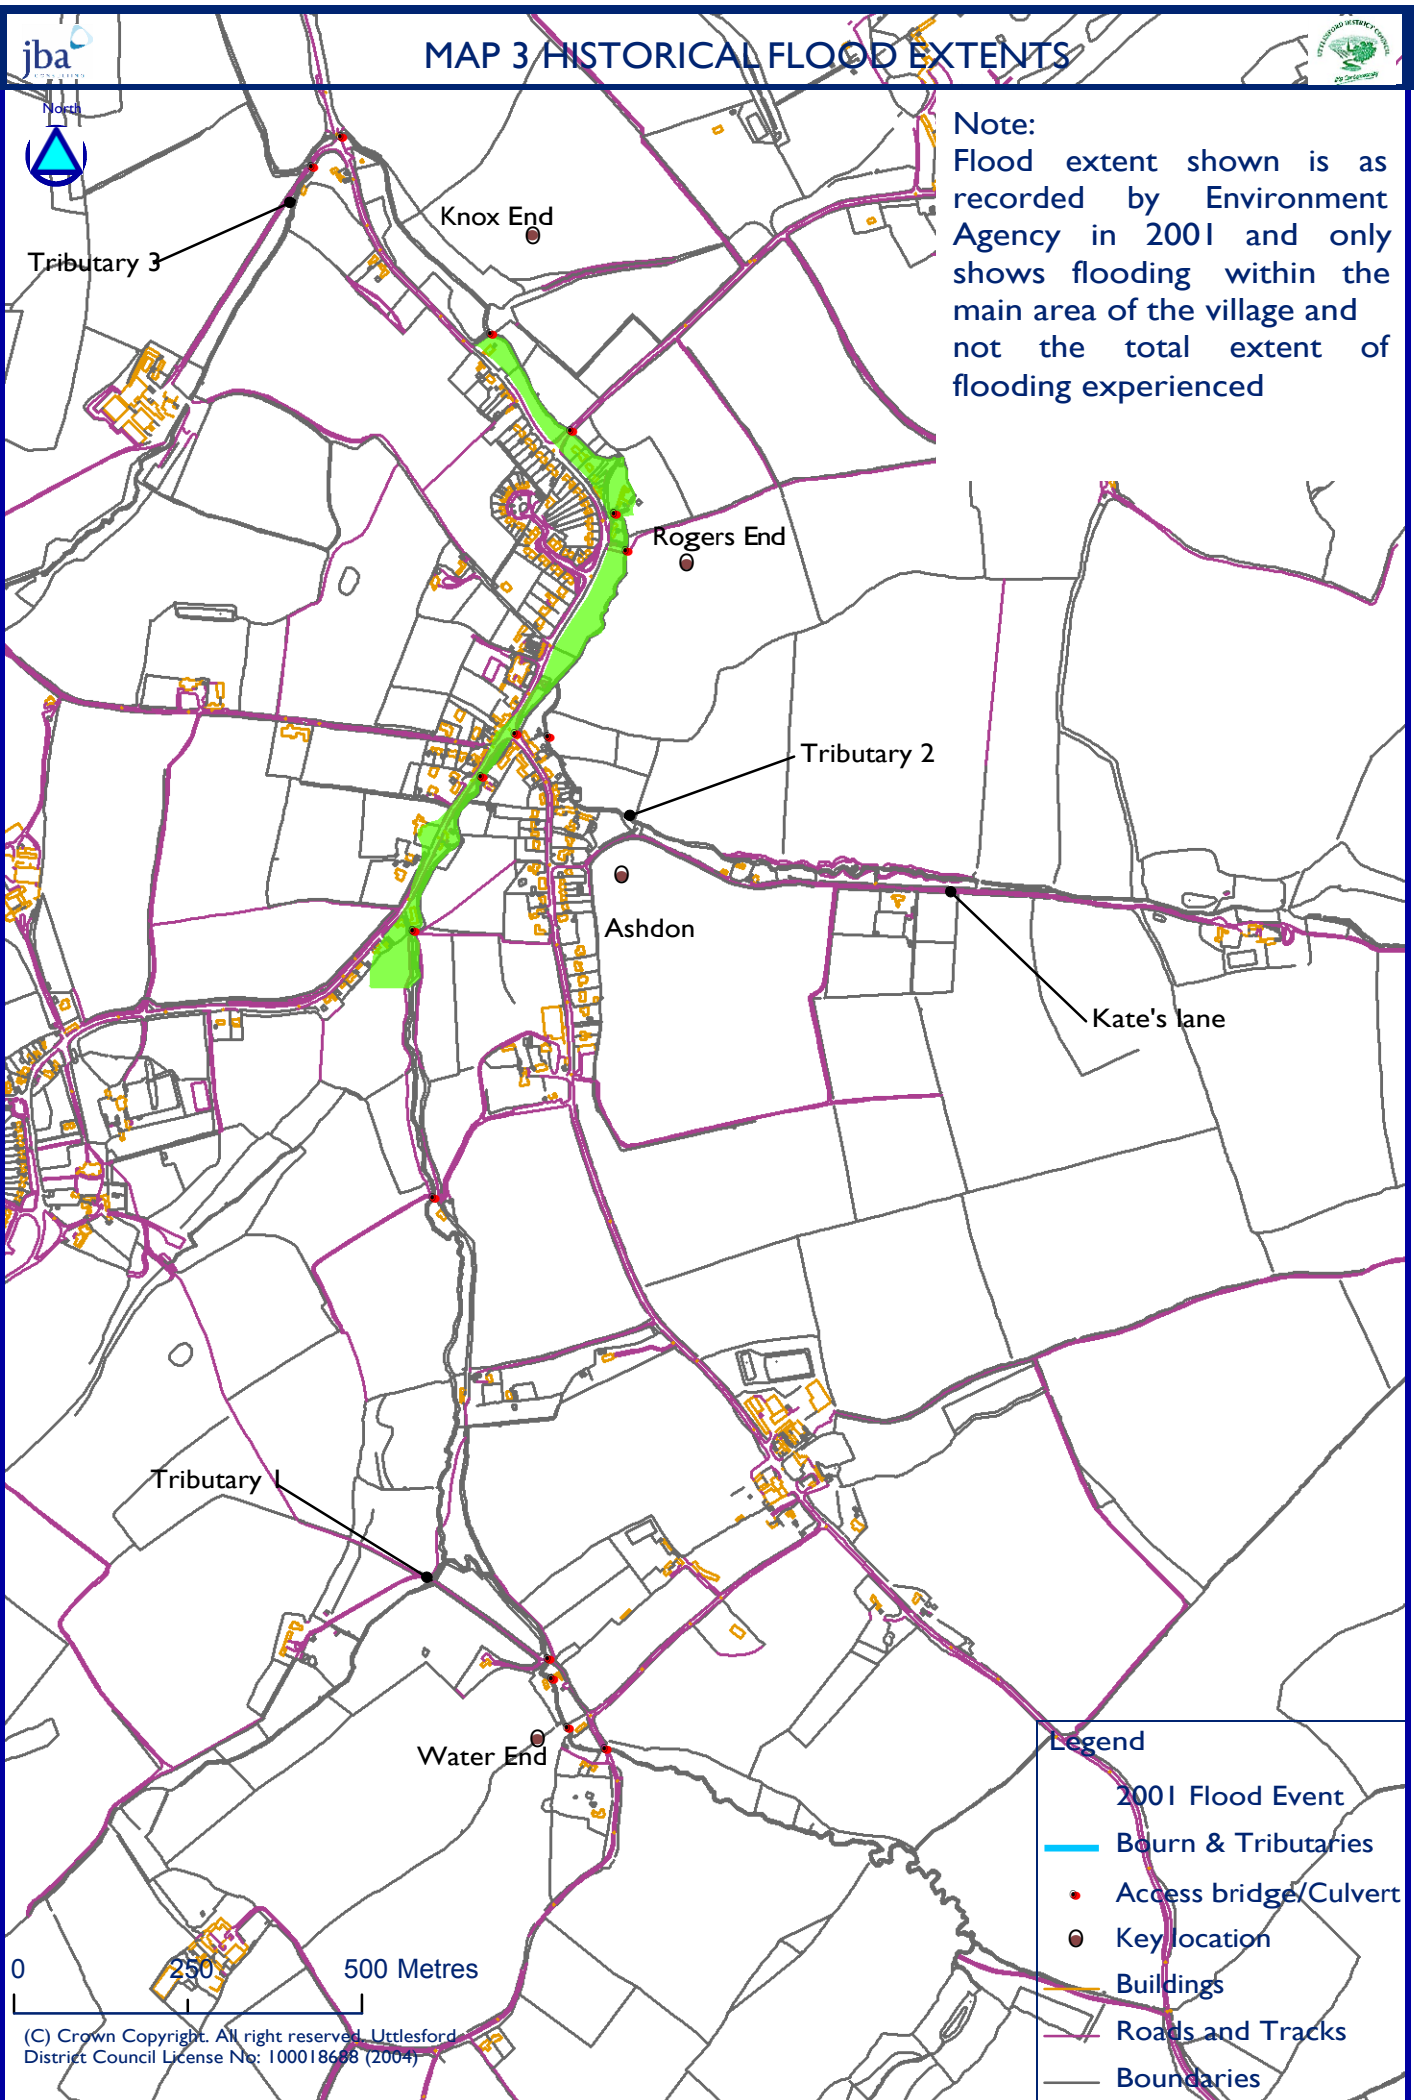 jba
CONSULTING
MAP 3 HISTORICAL FLOOD EXTENTS
UTTLESFORD DISTRICT COUNCIL
North
Note:
Flood extent shown is as
recorded by Environment
Agency in 2001 and only
shows flooding within the
main area of the village and
not the total extent of
flooding experienced
Knox End
Tributary 3
Rogers End
Tributary 2
Ashdon
Kate's lane
Tributary 1
Water End
Legend
2001 Flood Event
Bourn & Tributaries
Access bridge/Culvert
Key location
Buildings
Roads and Tracks
Boundaries
0 250 500 Metres
(C) Crown Copyright. All right reserved. Uttlesford
District Council License No: 100018688 (2004)